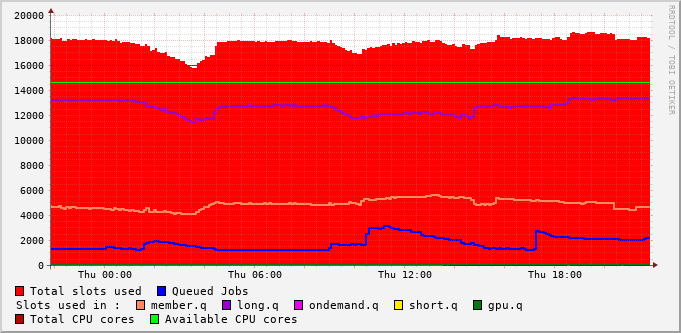 20000
18000
16000
14000
12000
10000
8000
6000
4000
2000
0
Thu 00:00 Thu 06:00 Thu 12:00 Thu 18:00
RRDTOOL / TOBI OETIKER
Total slots used Queued Jobs
Slots used in : member.q long.q ondemand.q short.q gpu.q
Total CPU cores Available CPU cores